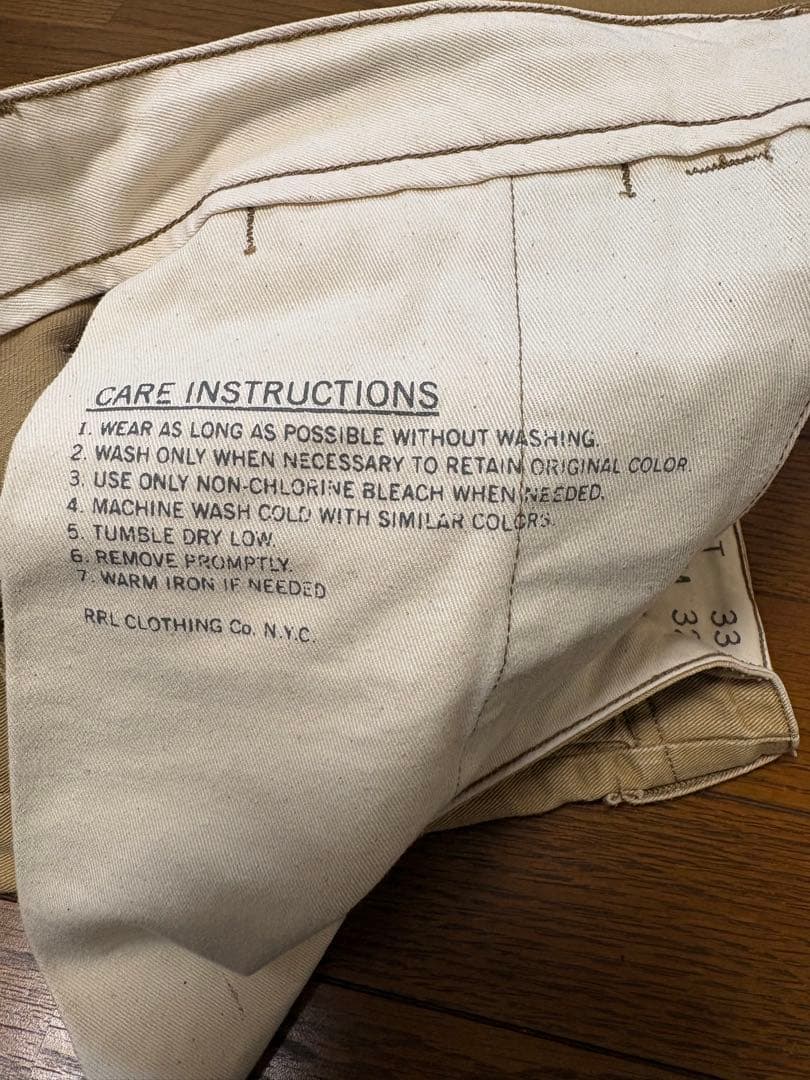 CARE INSTRUCTIONS
1. WEAR AS LONG AS POSSIBLE WITHOUT WASHING.
2. WASH ONLY WHEN NECESSARY TO RETAIN ORIGINAL COLOR.
3. USE ONLY NON-CHLORINE BLEACH WHEN NEEDED.
4. MACHINE WASH COLD WITH SIMILAR COLORS.
5. TUMBLE DRY LOW.
6. REMOVE PROMPTLY.
7. WARM IRON IF NEEDED
RRL CLOTHING Co. N.Y.C.
33